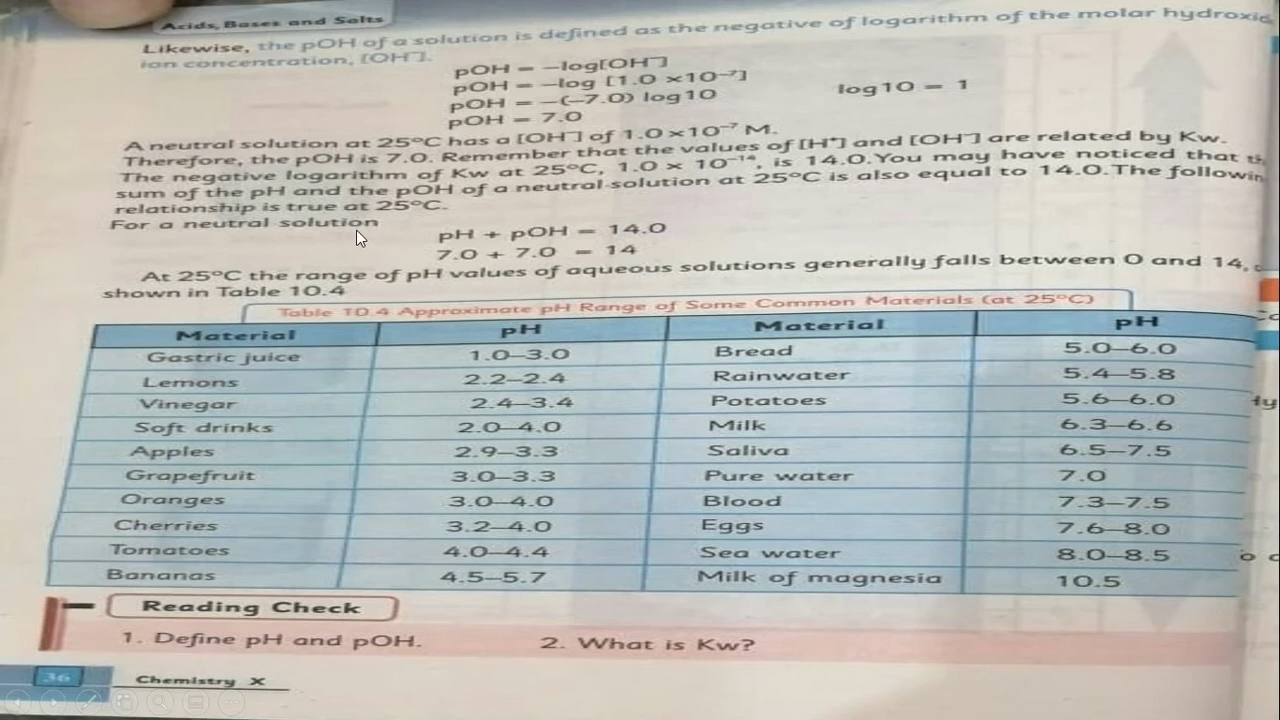 Acids, Bases and Salts
Likewise, the pOH of a solution is defined as the negative of logarithm of the molar hydroxide
ion concentration, [OH⁻].
pOH = −log[OH⁻]
pOH = −log [1.0 ×10⁻⁷]
pOH = −(−7.0) log10 log10 = 1
pOH = 7.0
A neutral solution at 25°C has a [OH⁻] of 1.0×10⁻⁷ M.
Therefore, the pOH is 7.0. Remember that the values of [H⁺] and [OH⁻] are related by Kw.
The negative logarithm of Kw at 25°C, 1.0 × 10⁻¹⁴, is 14.0. You may have noticed that th
sum of the pH and the pOH of a neutral solution at 25°C is also equal to 14.0. The followin
relationship is true at 25°C.
For a neutral solution
pH + pOH = 14.0
7.0 + 7.0 = 14
At 25°C the range of pH values of aqueous solutions generally falls between 0 and 14,
shown in Table 10.4
Table 10.4 Approximate pH Range of Some Common Materials (at 25°C)
Material pH Material pH
Gastric juice 1.0–3.0 Bread 5.0–6.0
Lemons 2.2–2.4 Rainwater 5.4–5.8
Vinegar 2.4–3.4 Potatoes 5.6–6.0
Soft drinks 2.0–4.0 Milk 6.3–6.6
Apples 2.9–3.3 Saliva 6.5–7.5
Grapefruit 3.0–3.3 Pure water 7.0
Oranges 3.0–4.0 Blood 7.3–7.5
Cherries 3.2–4.0 Eggs 7.6–8.0
Tomatoes 4.0–4.4 Sea water 8.0–8.5
Bananas 4.5–5.7 Milk of magnesia 10.5
Reading Check
1. Define pH and pOH. 2. What is Kw?
36 Chemistry X